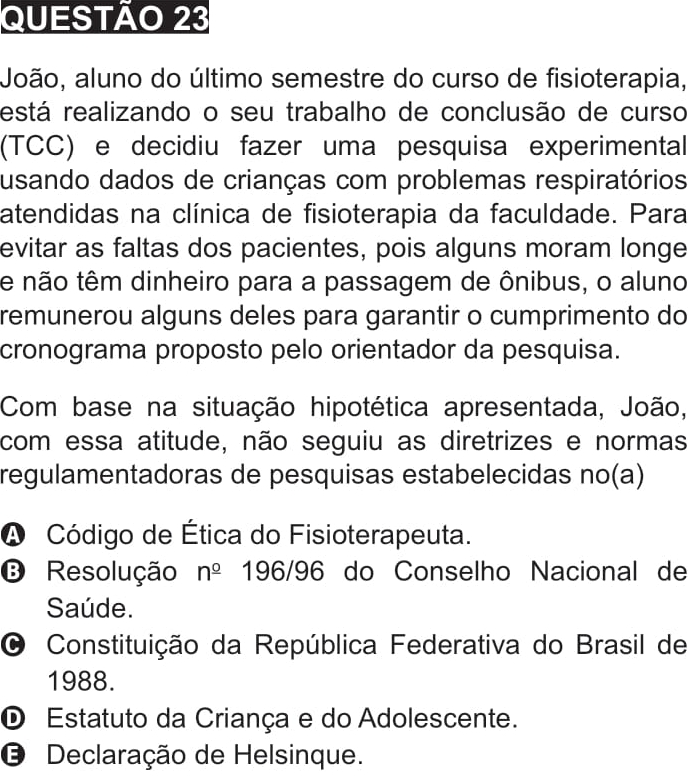 QUESTÃO 23
João, aluno do último semestre do curso de fisioterapia,
está realizando o seu trabalho de conclusão de curso
(TCC) e decidiu fazer uma pesquisa experimental
usando dados de crianças com problemas respiratórios
atendidas na clínica de fisioterapia da faculdade. Para
evitar as faltas dos pacientes, pois alguns moram longe
e não têm dinheiro para a passagem de ônibus, o aluno
remunerou alguns deles para garantir o cumprimento do
cronograma proposto pelo orientador da pesquisa.
Com base na situação hipotética apresentada, João,
com essa atitude, não seguiu as diretrizes e normas
regulamentadoras de pesquisas estabelecidas no(a)
A Código de Ética do Fisioterapeuta.
B Resolução nº 196/96 do Conselho Nacional de
Saúde.
C Constituição da República Federativa do Brasil de
1988.
D Estatuto da Criança e do Adolescente.
E Declaração de Helsinque.